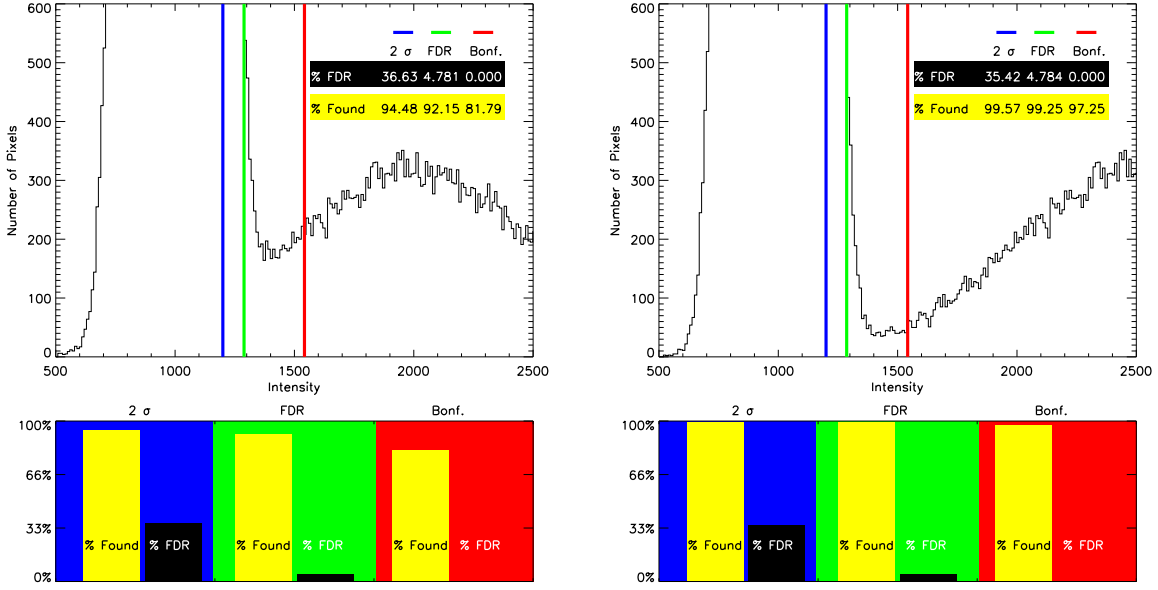 600
500
400
300
200
100
0
Number of Pixels
2 σ FDR Bonf.
% FDR 36.63 4.781 0.000
% Found 94.48 92.15 81.79
500 1000 1500 2000 2500
Intensity
600
500
400
300
200
100
0
Number of Pixels
2 σ FDR Bonf.
% FDR 35.42 4.784 0.000
% Found 99.57 99.25 97.25
500 1000 1500 2000 2500
Intensity
2 σ FDR Bonf.
100%
66%
33%
0%
% Found % FDR % Found % FDR % Found % FDR
2 σ FDR Bonf.
100%
66%
33%
0%
% Found % FDR % Found % FDR % Found % FDR